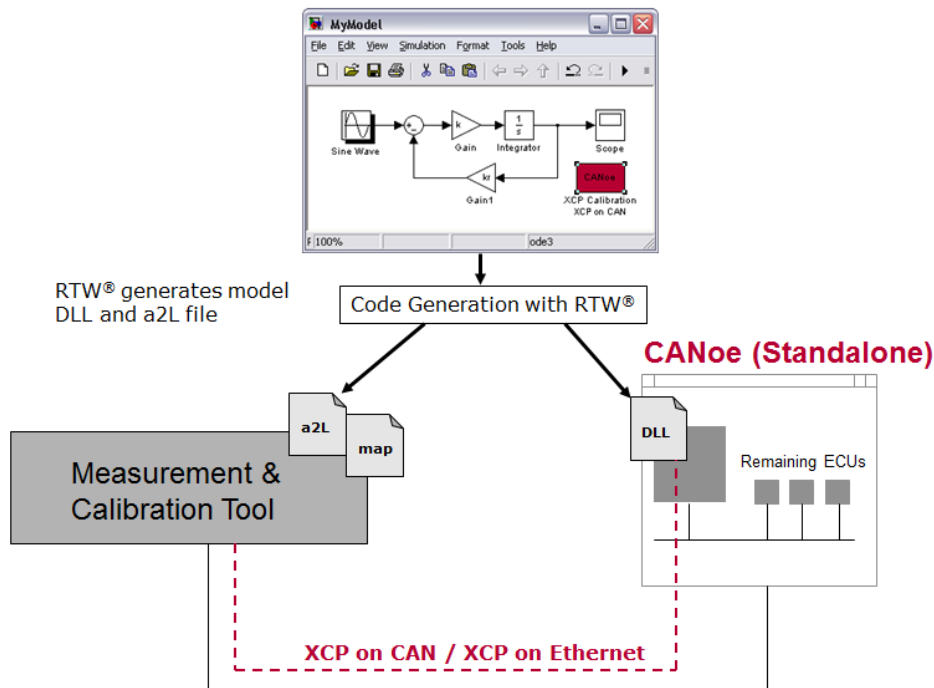 MyModel
File Edit View Simulation Format Tools Help
Sine Wave
+
-
k
Gain
1
s
Integrator
Scope
kr
Gain1
CANoe
XCP Calibration
XCP on CAN
F 100%
ode3
RTW® generates model
DLL and a2L file
Code Generation with RTW®
CANoe (Standalone)
a2L
map
DLL
Measurement &
Calibration Tool
Remaining ECUs
XCP on CAN / XCP on Ethernet